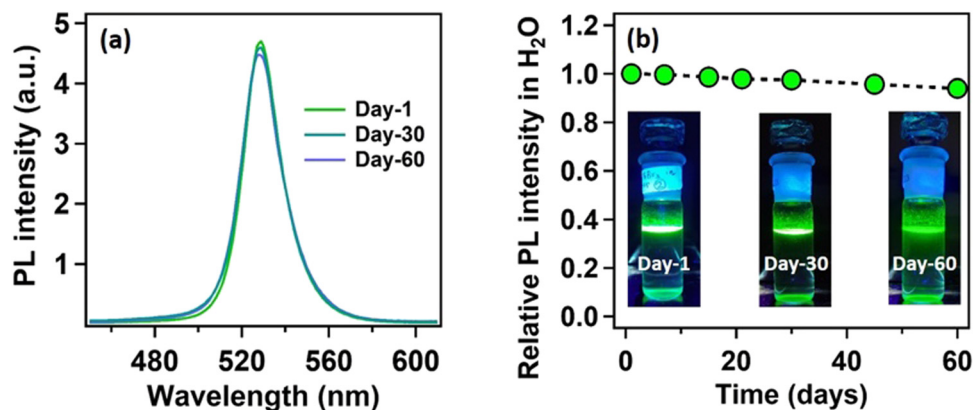 (a)
PL intensity (a.u.)
5
4
3
2
1
Day-1
Day-30
Day-60
480 520 560 600
Wavelength (nm)
(b)
Relative PL intensity in H₂O
1.2
1.0
0.8
0.6
0.4
0.2
0.0
Day-1 Day-30 Day-60
0 20 40 60
Time (days)